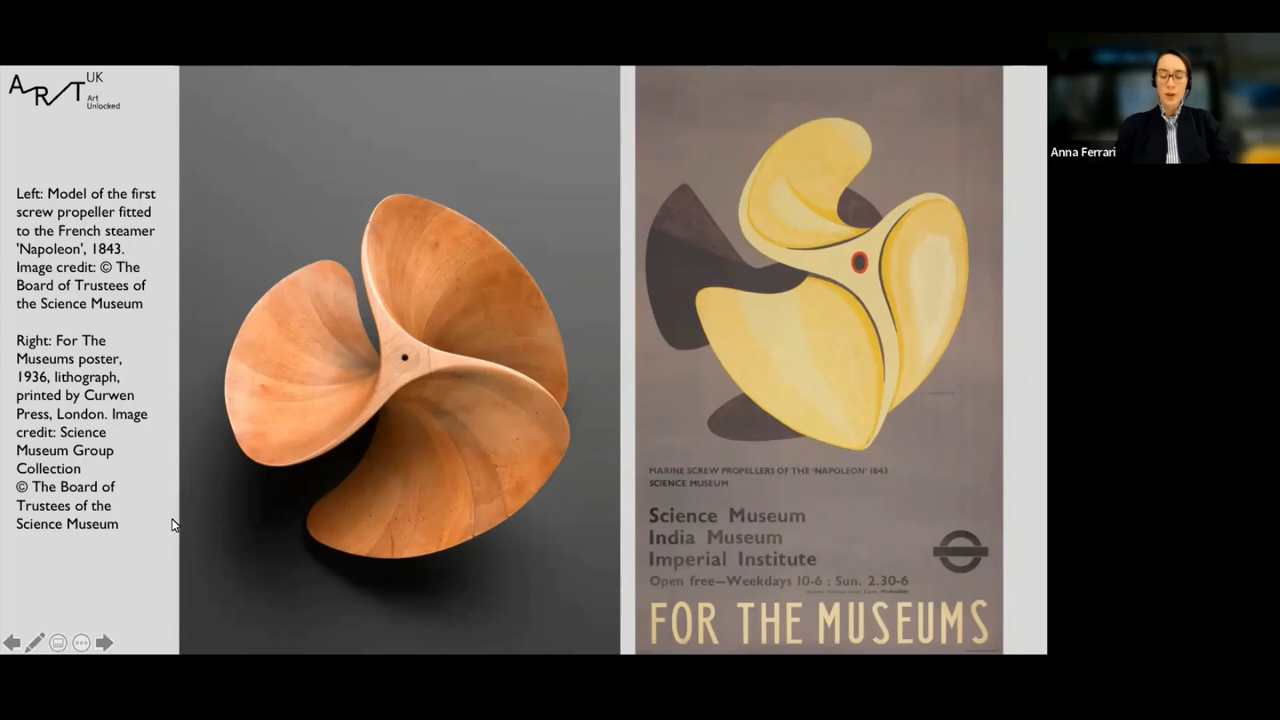 ART UK
Art
Unlocked
Left: Model of the first
screw propeller fitted
to the French steamer
'Napoleon', 1843.
Image credit: © The
Board of Trustees of
the Science Museum
Right: For The
Museums poster,
1936, lithograph,
printed by Curwen
Press, London. Image
credit: Science
Museum Group
Collection
© The Board of
Trustees of the
Science Museum
MARINE SCREW PROPELLERS OF THE 'NAPOLEON' 1843
SCIENCE MUSEUM
Science Museum
India Museum
Imperial Institute
Open free—Weekdays 10-6 : Sun. 2.30-6
FOR THE MUSEUMS
Anna Ferrari